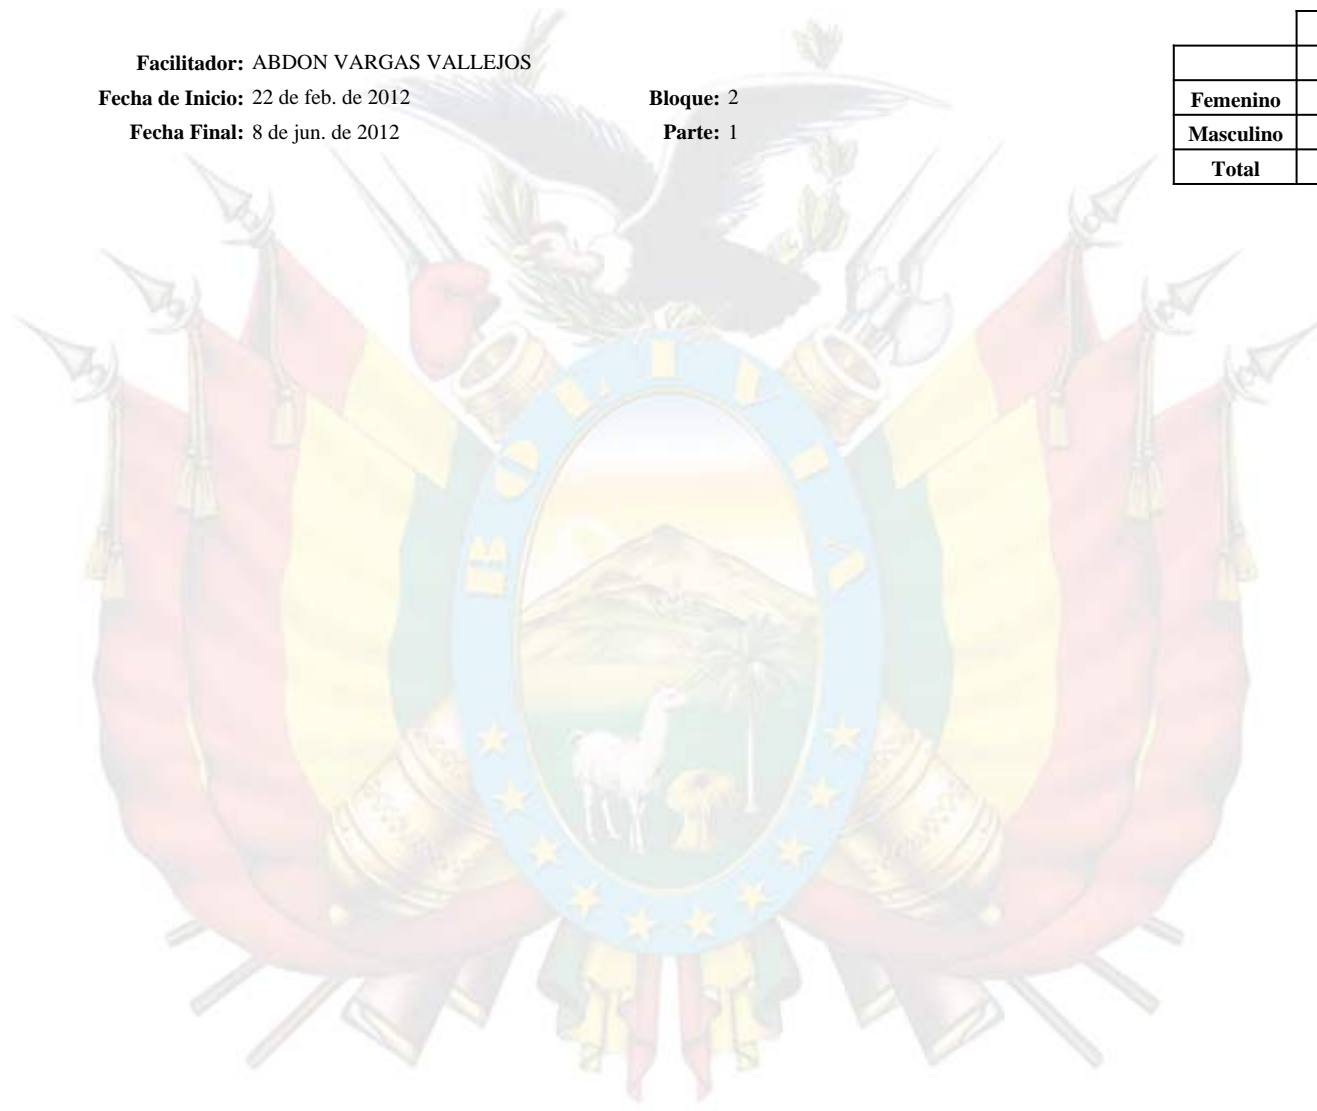 Facilitador: ABDON VARGAS VALLEJOS
Fecha de Inicio: 22 de feb. de 2012 Bloque: 2
Fecha Final: 8 de jun. de 2012 Parte: 1
Femenino
Masculino
Total
BOLIVIA